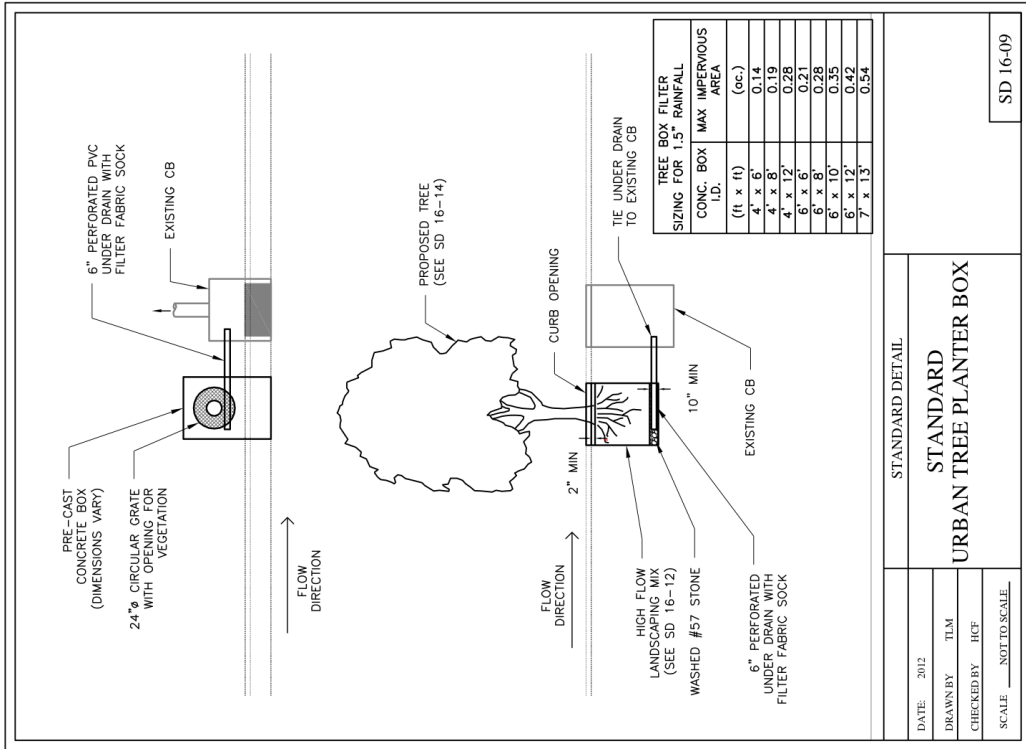 PRE-CAST
CONCRETE BOX
(DIMENSIONS VARY)
24"ø CIRCULAR GRATE
WITH OPENING FOR
VEGETATION
6" PERFORATED PVC
UNDER DRAIN WITH
FILTER FABRIC SOCK
EXISTING CB
FLOW
DIRECTION
PROPOSED TREE
(SEE SD 16-14)
FLOW
DIRECTION
2" MIN
CURB OPENING
HIGH FLOW
LANDSCAPING MIX
(SEE SD 16-12)
WASHED #57 STONE
6" PERFORATED
UNDER DRAIN WITH
FILTER FABRIC SOCK
10" MIN
EXISTING CB
TIE UNDER DRAIN
TO EXISTING CB
TREE BOX FILTER
SIZING FOR 1.5" RAINFALL
CONC. BOX I.D. MAX IMPERVIOUS AREA
(ft x ft) (ac.)
4' x 6' 0.14
4' x 8' 0.19
4' x 12' 0.28
6' x 6' 0.21
6' x 8' 0.28
6' x 10' 0.35
6' x 12' 0.42
7' x 13' 0.54
DATE: 2012
DRAWN BY TLM
CHECKED BY HCF
SCALE NOT TO SCALE
STANDARD DETAIL
STANDARD
URBAN TREE PLANTER BOX
SD 16-09